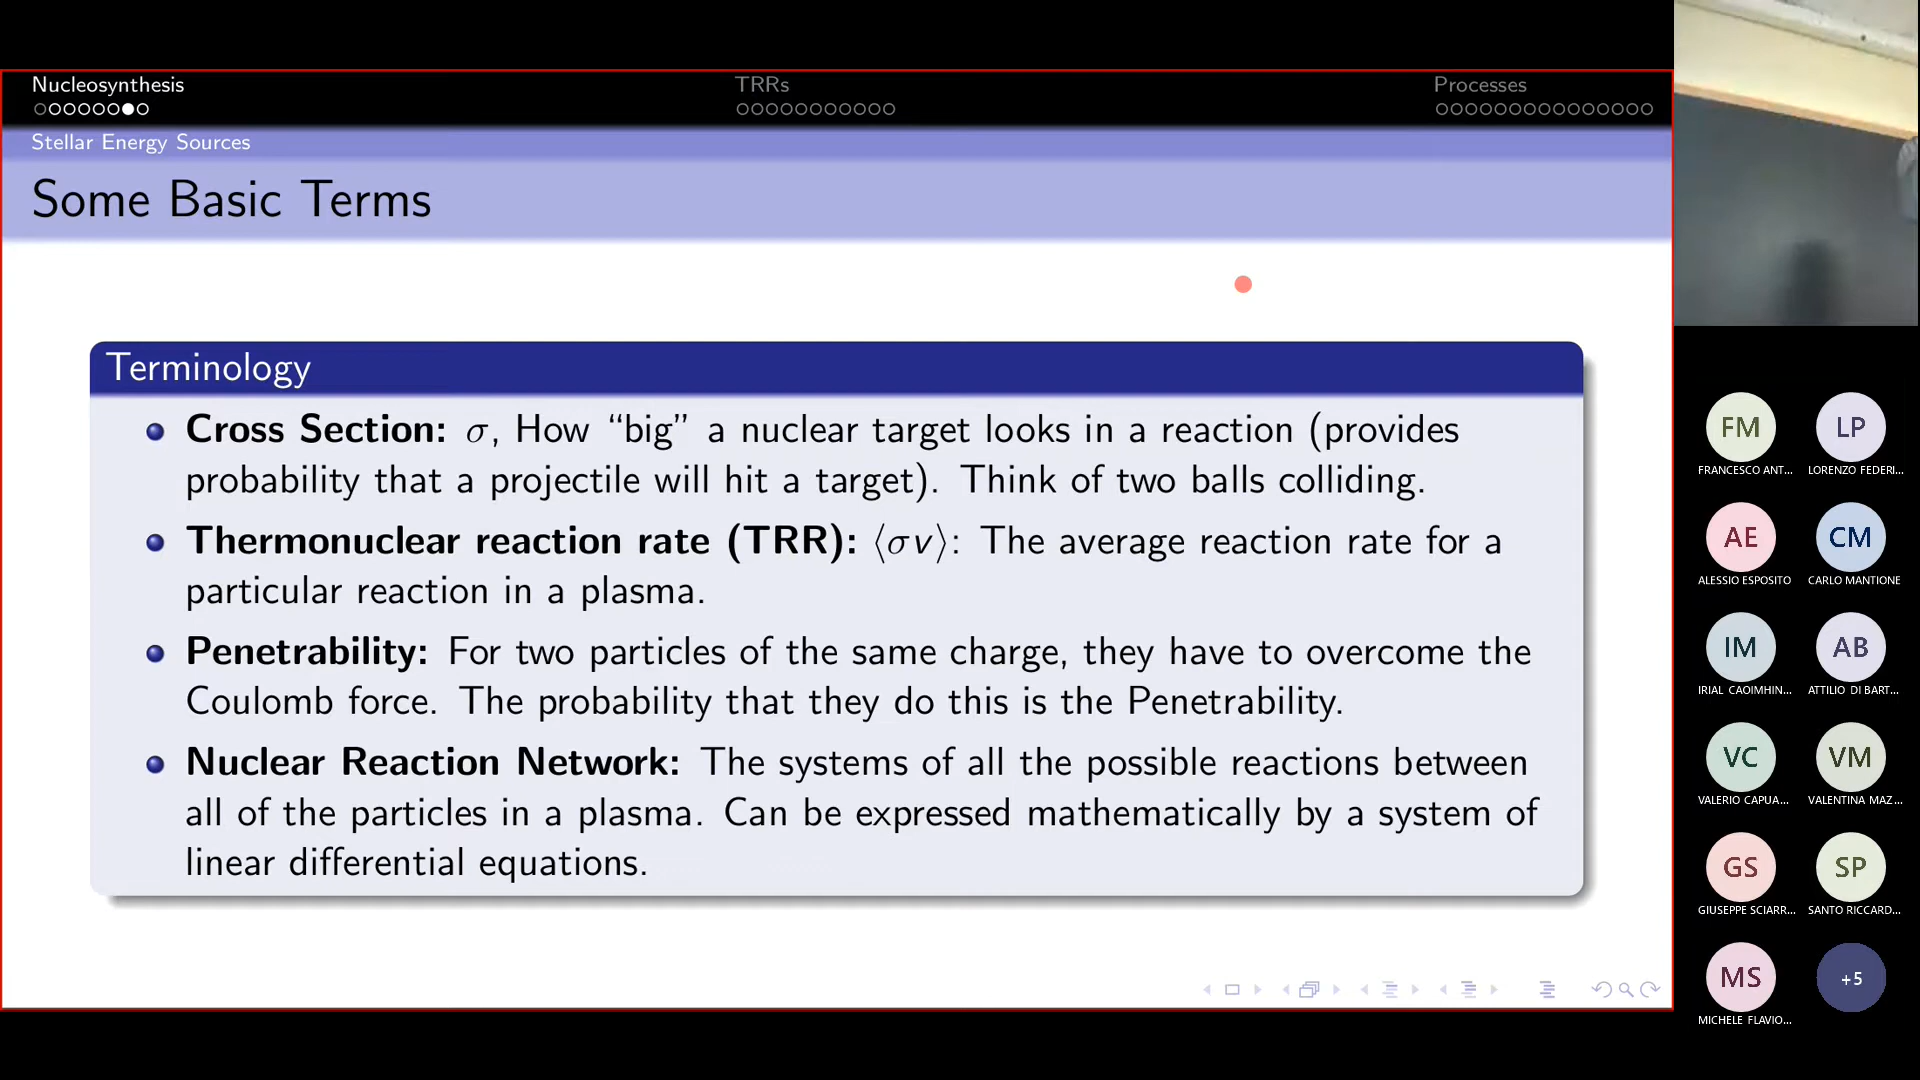 Nucleosynthesis
TRRs
Processes
Stellar Energy Sources
Some Basic Terms
Terminology
Cross Section: σ, How “big” a nuclear target looks in a reaction (provides
probability that a projectile will hit a target). Think of two balls colliding.
Thermonuclear reaction rate (TRR): ⟨σv⟩: The average reaction rate for a
particular reaction in a plasma.
Penetrability: For two particles of the same charge, they have to overcome the
Coulomb force. The probability that they do this is the Penetrability.
Nuclear Reaction Network: The systems of all the possible reactions between
all of the particles in a plasma. Can be expressed mathematically by a system of
linear differential equations.
FM
FRANCESCO ANT...
LP
LORENZO FEDERI...
AE
ALESSIO ESPOSITO
CM
CARLO MANTIONE
IM
IRIAL CAOIMHIN...
AB
ATTILIO DI BART...
VC
VALERIO CAPUA...
VM
VALENTINA MAZ...
GS
GIUSEPPE SCIARR...
SP
SANTO RICCARD...
MS
MICHELE FLAVIO...
+5